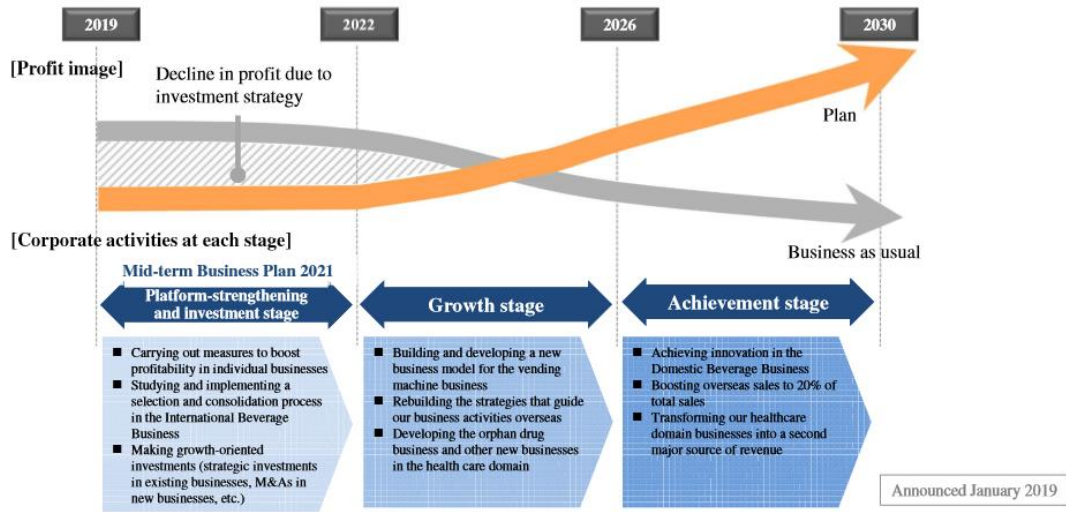 2019
2022
2026
2030
[Profit image]
Decline in profit due to
investment strategy
Plan
[Corporate activities at each stage]
Business as usual
Mid-term Business Plan 2021
Platform-strengthening
and investment stage
Growth stage
Achievement stage
■ Carrying out measures to boost
profitability in individual businesses
■ Studying and implementing a
selection and consolidation process
in the International Beverage
Business
■ Making growth-oriented
investments (strategic investments
in existing businesses, M&As in
new businesses, etc.)
■ Building and developing a new
business model for the vending
machine business
■ Rebuilding the strategies that guide
our business activities overseas
■ Developing the orphan drug
business and other new businesses
in the health care domain
■ Achieving innovation in the
Domestic Beverage Business
■ Boosting overseas sales to 20% of
total sales
■ Transforming our healthcare
domain businesses into a second
major source of revenue
Announced January 2019